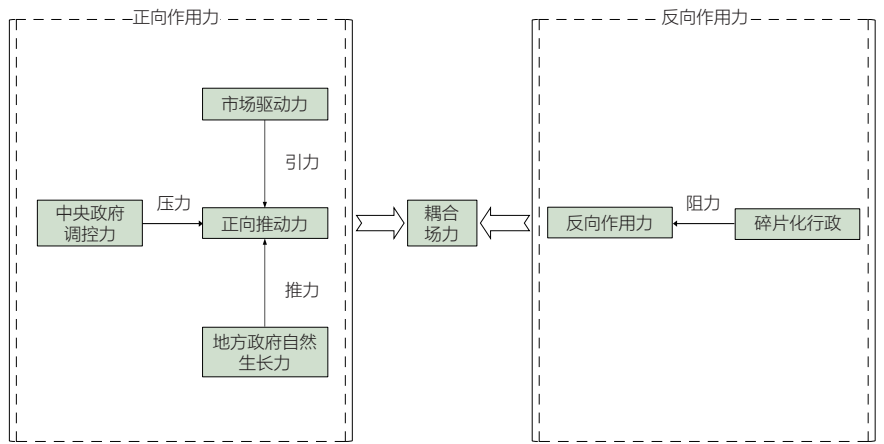 正向作用力
反向作用力
市场驱动力
引力
中央政府
调控力
压力
正向推动力
耦合
场力
反向作用力
阻力
碎片化行政
推力
地方政府自然
生长力